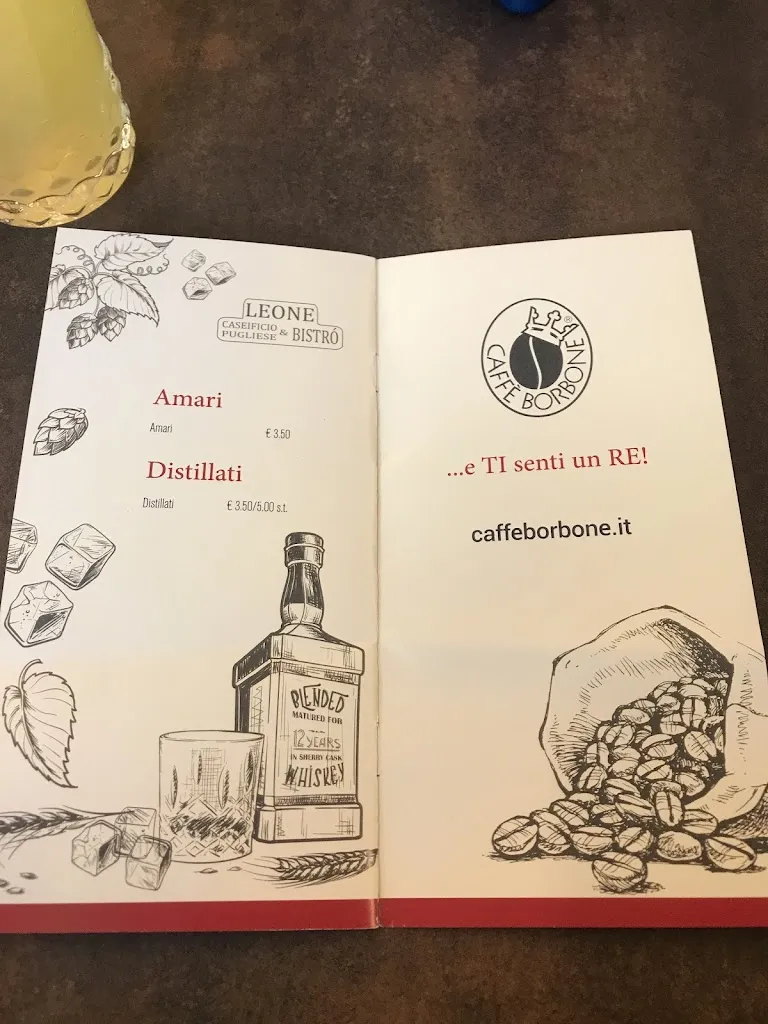 LEONE
CASEIFICIO
PUGLIESE & BISTRÓ
Amari
Amari € 3.50
Distillati
Distillati € 3.50/5.00 s.t.
BLENDED
MATURED FOR
12 YEARS
IN SHERRY CASK
WHISKEY
CAFFÈ BORBONE
®
...e TI senti un RE!
caffeborbone.it